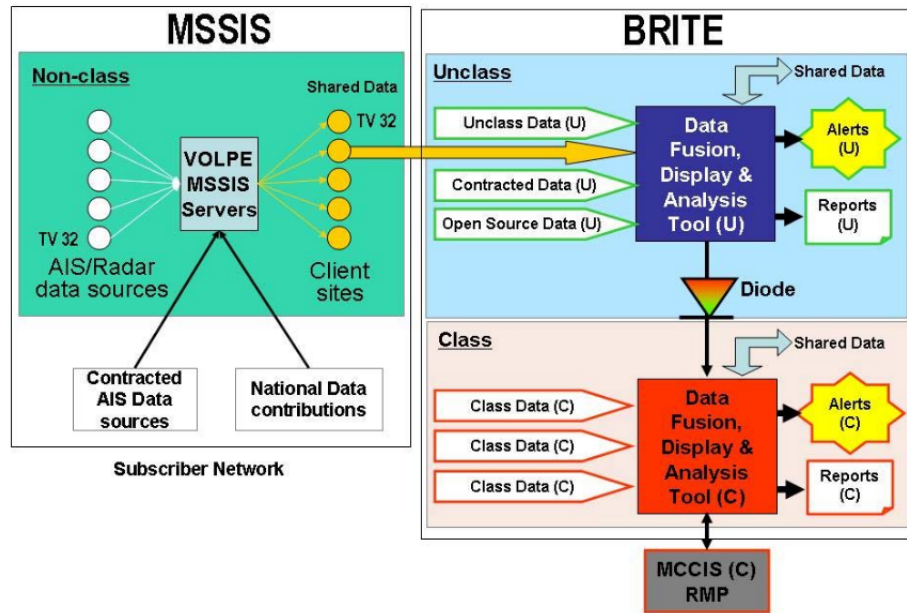 MSSIS
Non-class
Shared Data
TV 32
VOLPE
MSSIS
Servers
TV 32
AIS/Radar
data sources
Client
sites
Contracted
AIS Data
sources
National Data
contributions
Subscriber Network
BRITE
Unclass
Shared Data
Unclass Data (U)
Contracted Data (U)
Open Source Data (U)
Data
Fusion,
Display &
Analysis
Tool (U)
Alerts
(U)
Reports
(U)
Diode
Class
Shared Data
Class Data (C)
Class Data (C)
Class Data (C)
Data
Fusion,
Display &
Analysis
Tool (C)
Alerts
(C)
Reports
(C)
MCCIS (C)
RMP